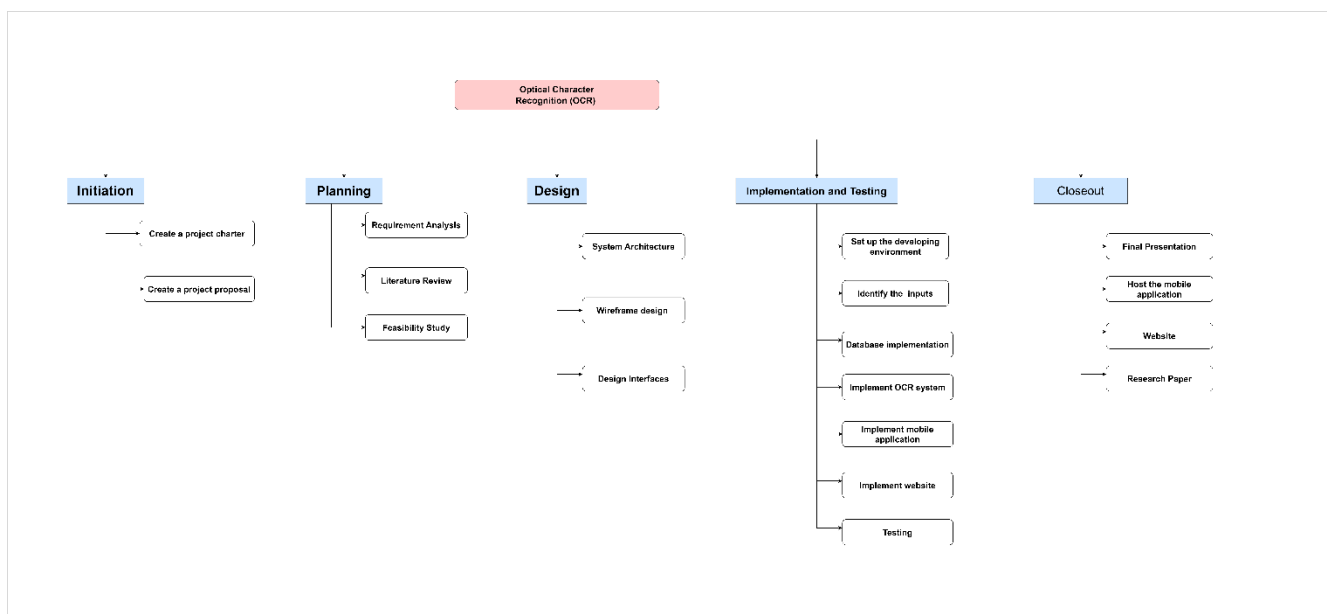 Optical Character
Recognition (OCR)
Initiation
Create a project charter
Create a project proposal
Planning
Requirement Analysis
Literature Review
Feasibility Study
Design
System Architecture
Wireframe design
Design Interfaces
Implementation and Testing
Set up the developing
environment
Identify the inputs
Database implementation
Implement OCR system
Implement mobile
application
Implement website
Testing
Closeout
Final Presentation
Host the mobile
application
Website
Research Paper